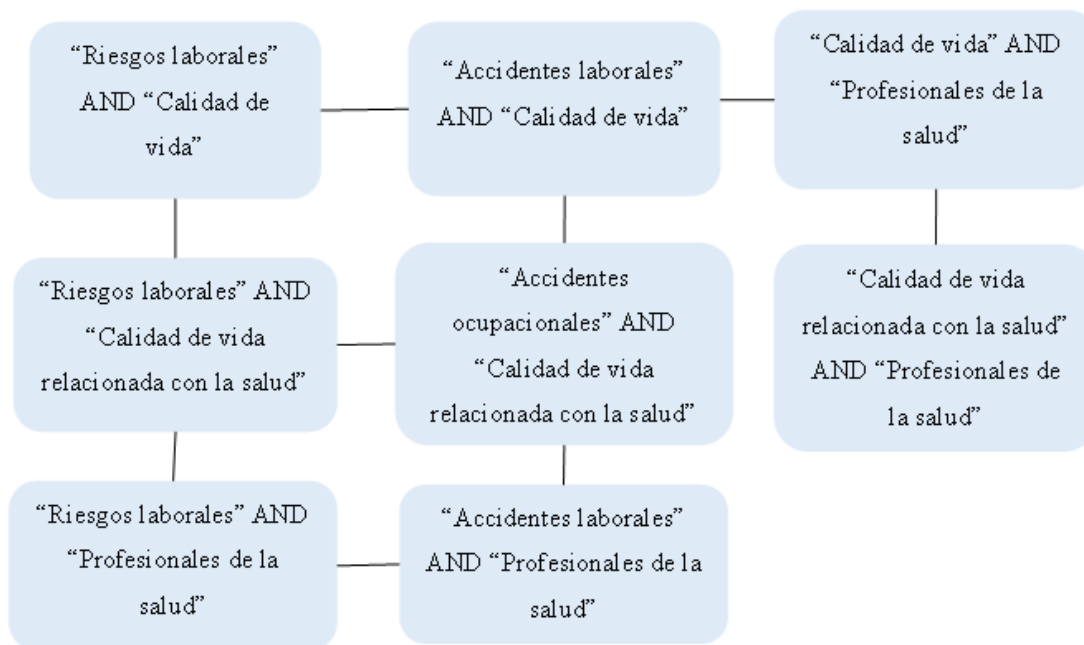 “Riesgos laborales”
AND “Calidad de
vida”
“Accidentes laborales”
AND “Calidad de vida”
“Calidad de vida” AND
“Profesionales de la
salud”
“Riesgos laborales” AND
“Calidad de vida
relacionada con la salud”
“Accidentes
ocupacionales” AND
“Calidad de vida
relacionada con la salud”
“Calidad de vida
relacionada con la salud”
AND “Profesionales de
la salud”
“Riesgos laborales” AND
“Profesionales de la
salud”
“Accidentes laborales”
AND “Profesionales de la
salud”